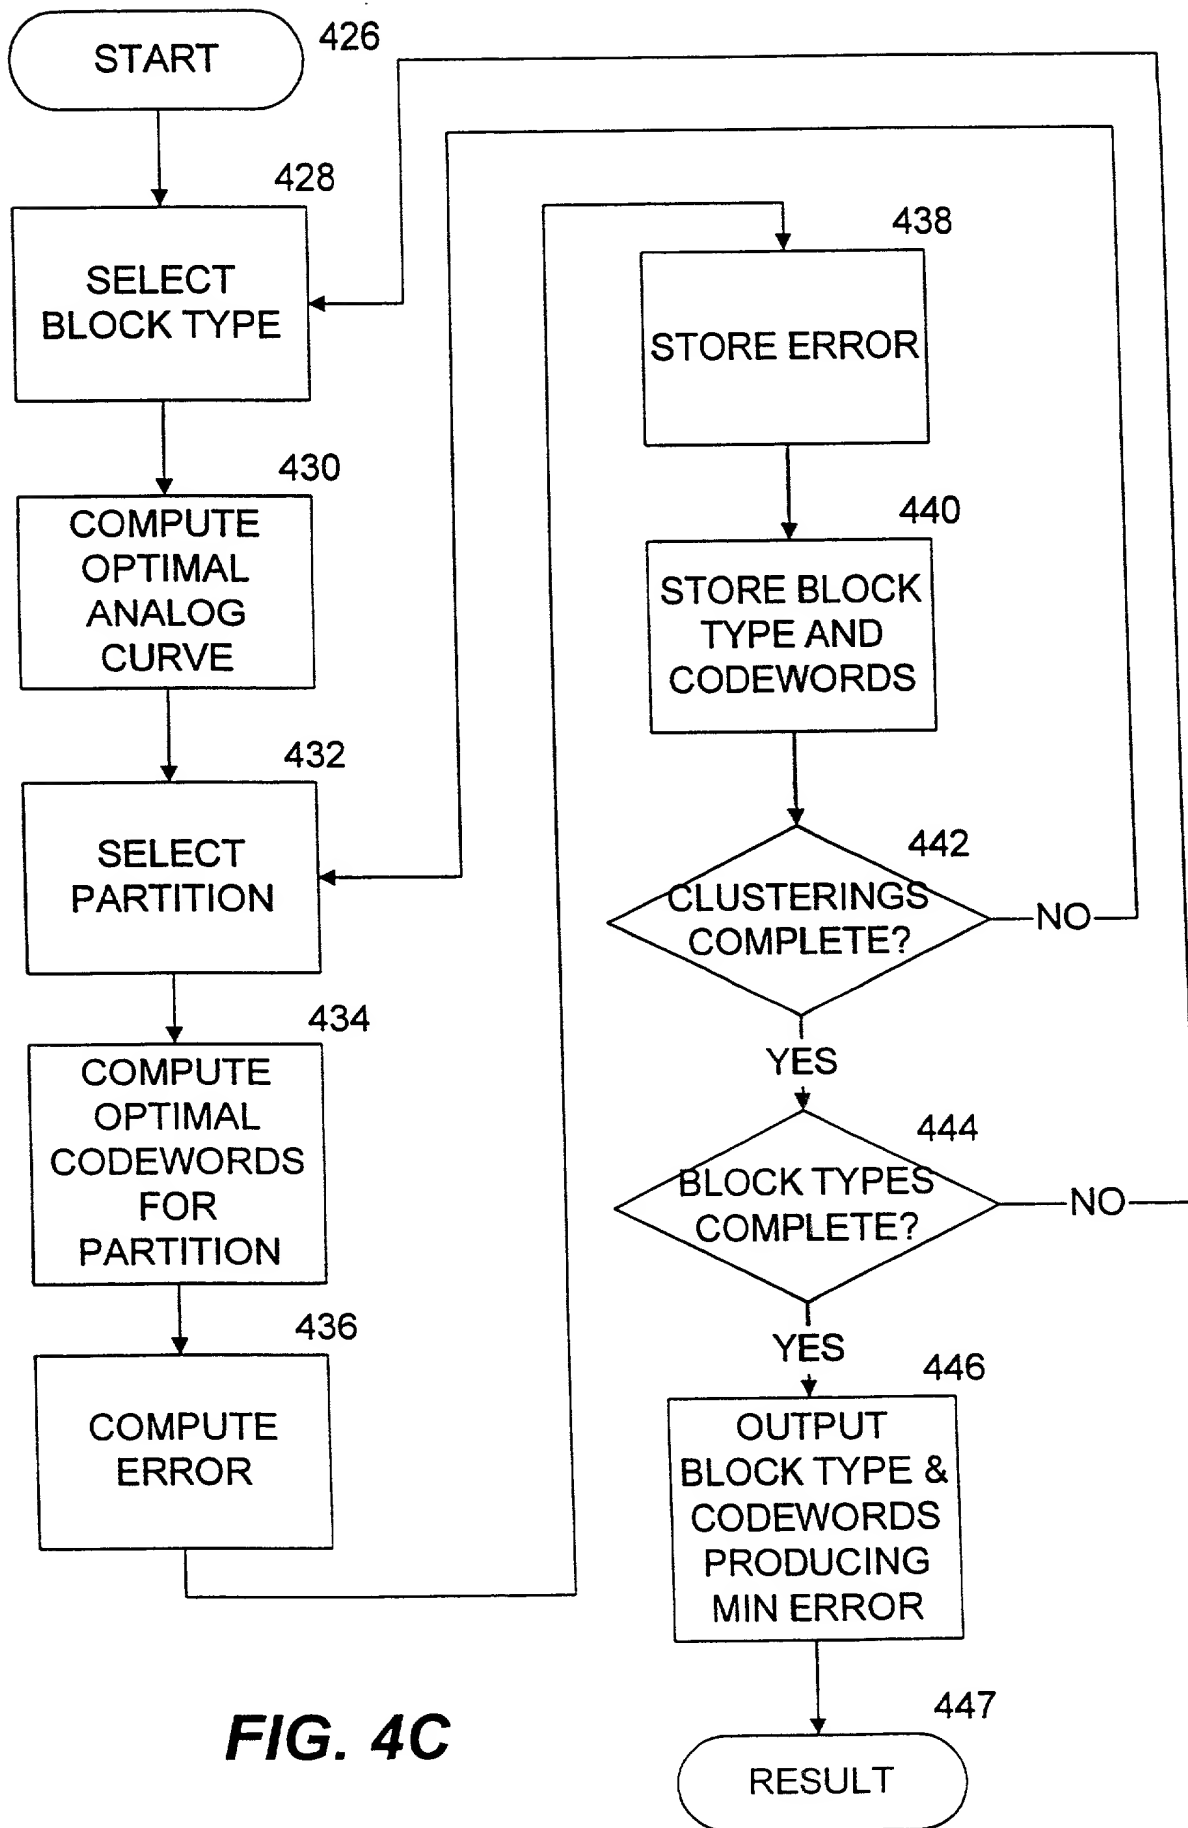 START
426
428
SELECT
BLOCK TYPE
430
COMPUTE
OPTIMAL
ANALOG
CURVE
432
SELECT
PARTITION
434
COMPUTE
OPTIMAL
CODEWORDS
FOR
PARTITION
436
COMPUTE
ERROR
438
STORE ERROR
440
STORE BLOCK
TYPE AND
CODEWORDS
442
CLUSTERINGS
COMPLETE?
NO
YES
444
BLOCK TYPES
COMPLETE?
NO
YES
446
OUTPUT
BLOCK TYPE &
CODEWORDS
PRODUCING
MIN ERROR
447
RESULT
FIG. 4C